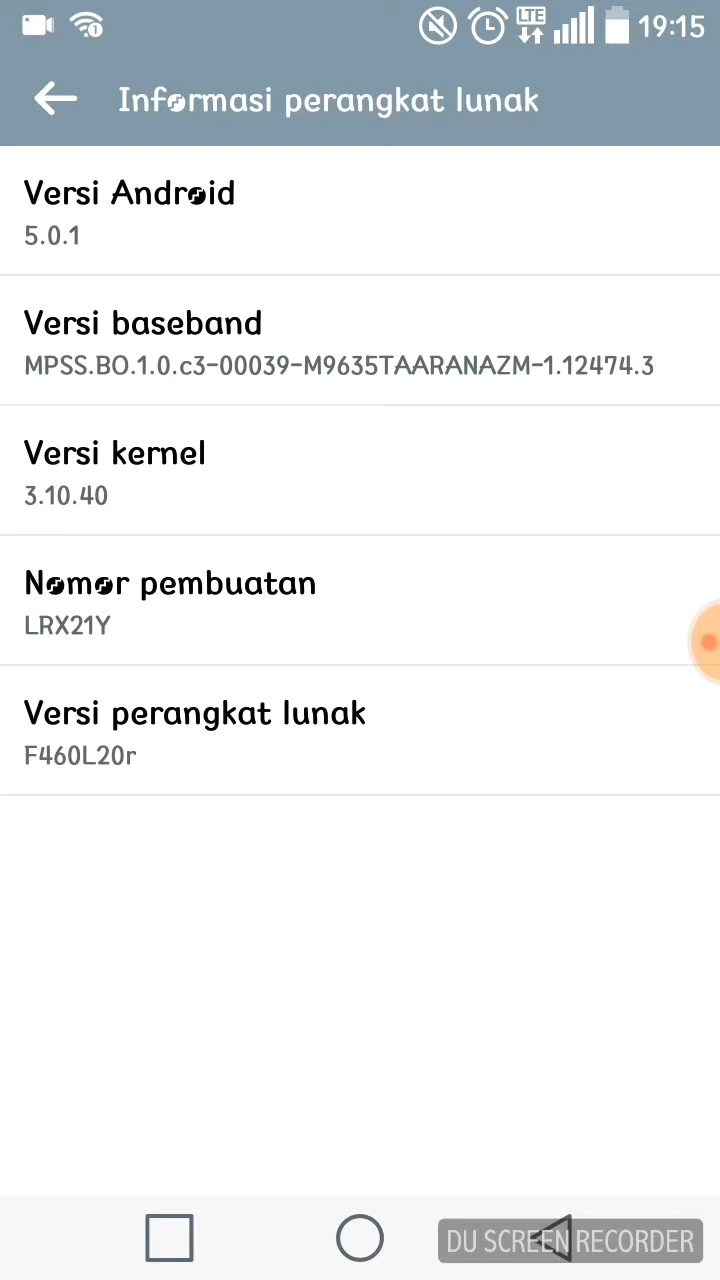 19:15
Informasi perangkat lunak
Versi Android
5.0.1
Versi baseband
MPSS.BO.1.0.c3-00039-M9635TAARANAZM-1.12474.3
Versi kernel
3.10.40
Nomor pembuatan
LRX21Y
Versi perangkat lunak
F460L20r
DU SCREEN RECORDER